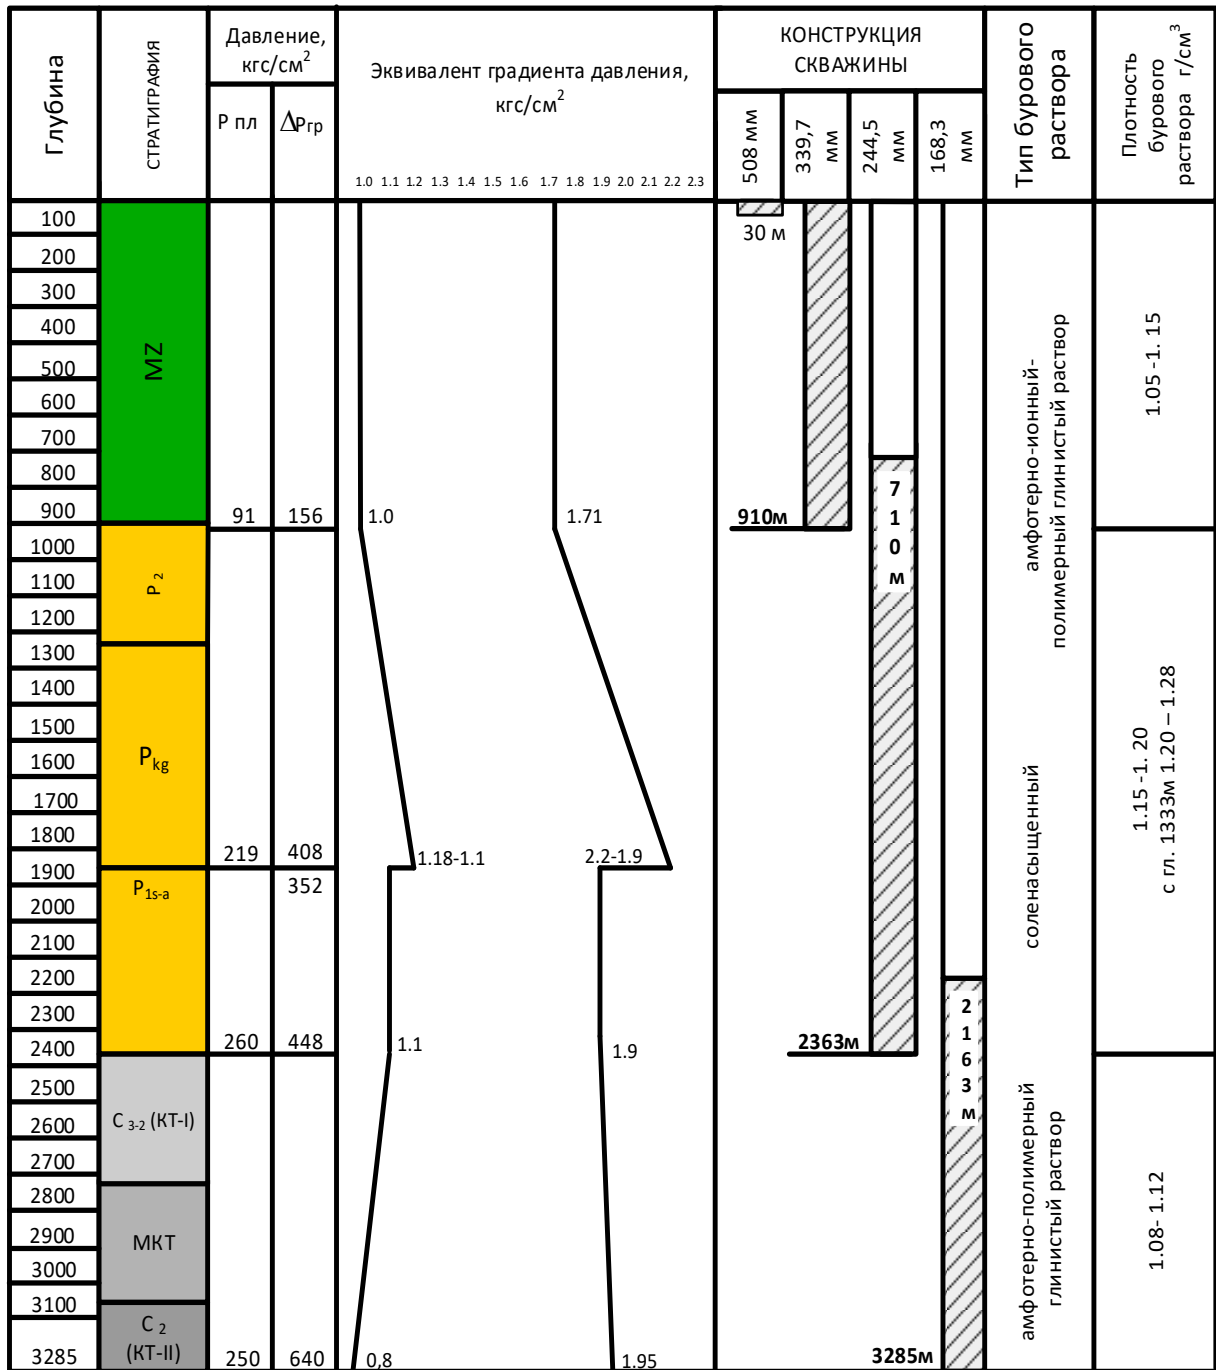 Глубина
СТРАТИГРАФИЯ
Давление,
кгс/см²
Р пл
ΔРгр
Эквивалент градиента давления,
кгс/см²
1.0 1.1 1.2 1.3 1.4 1.5 1.6 1.7 1.8 1.9 2.0 2.1 2.2 2.3
КОНСТРУКЦИЯ
СКВАЖИНЫ
508 мм
339,7
мм
244,5
мм
168,3
мм
Тип бурового
раствора
Плотность
бурового
раствора г/см³
100
200
300
400
500
600
700
800
900
1000
1100
1200
1300
1400
1500
1600
1700
1800
1900
2000
2100
2200
2300
2400
2500
2600
2700
2800
2900
3000
3100
3285
MZ
P 2
Pkg
P1s-a
C 3-2 (КТ-I)
МКТ
C 2
(КТ-II)
91
156
219
408
352
260
448
250
640
1.0
1.71
1.18-1.1
2.2-1.9
1.1
1.9
0,8
1.95
30 м
910м
710м
2363м
2163м
3285м
амфотерно-ионный-
полимерный глинистый раствор
соленасыщенный
амфотерно-полимерный
глинистый раствор
1.05 -1. 15
1.15 -1. 20
с гл. 1333м 1.20 – 1.28
1.08- 1.12